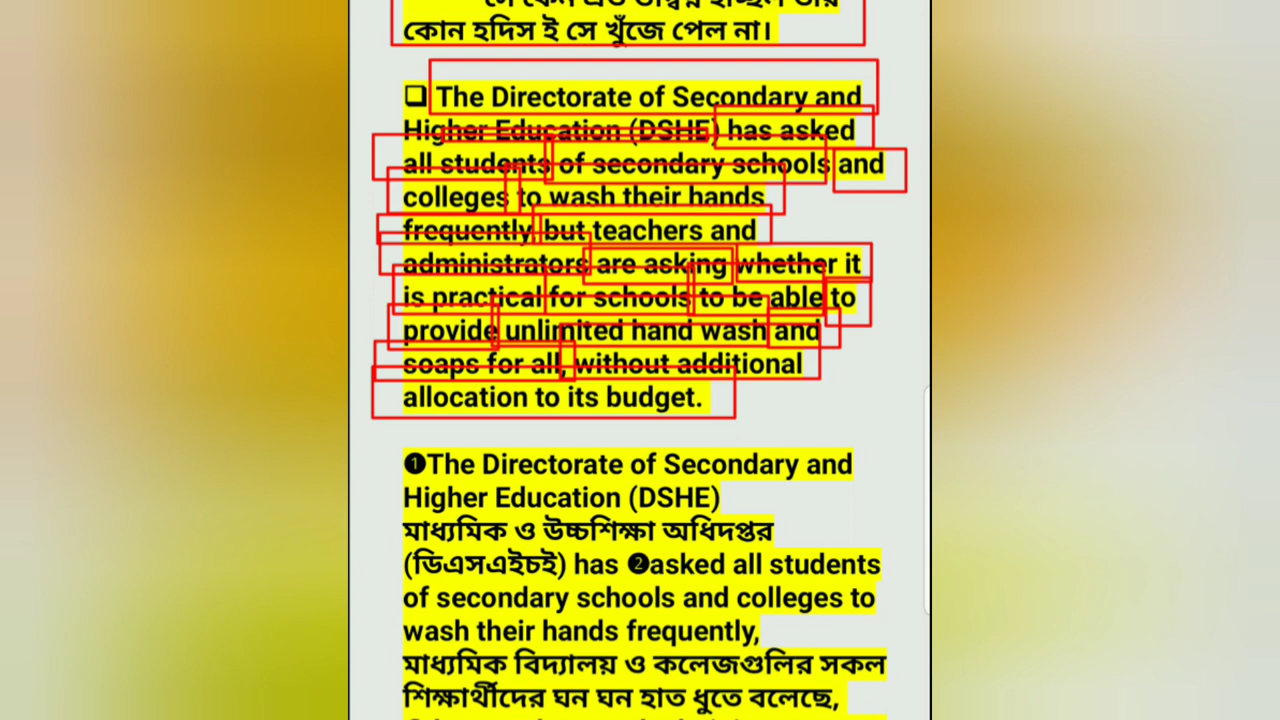 কোন হদিস ই সে খুঁজে পেল না।
❑ The Directorate of Secondary and
Higher Education (DSHE) has asked
all students of secondary schools and
colleges to wash their hands
frequently, but teachers and
administrators are asking whether it
is practical for schools to be able to
provide unlimited hand wash and
soaps for all, without additional
allocation to its budget.
❶The Directorate of Secondary and
Higher Education (DSHE)
মাধ্যমিক ও উচ্চশিক্ষা অধিদপ্তর
(ডিএসএইচই) has ❷asked all students
of secondary schools and colleges to
wash their hands frequently,
মাধ্যমিক বিদ্যালয় ও কলেজগুলির সকল
শিক্ষার্থীদের ঘন ঘন হাত ধুতে বলেছে,